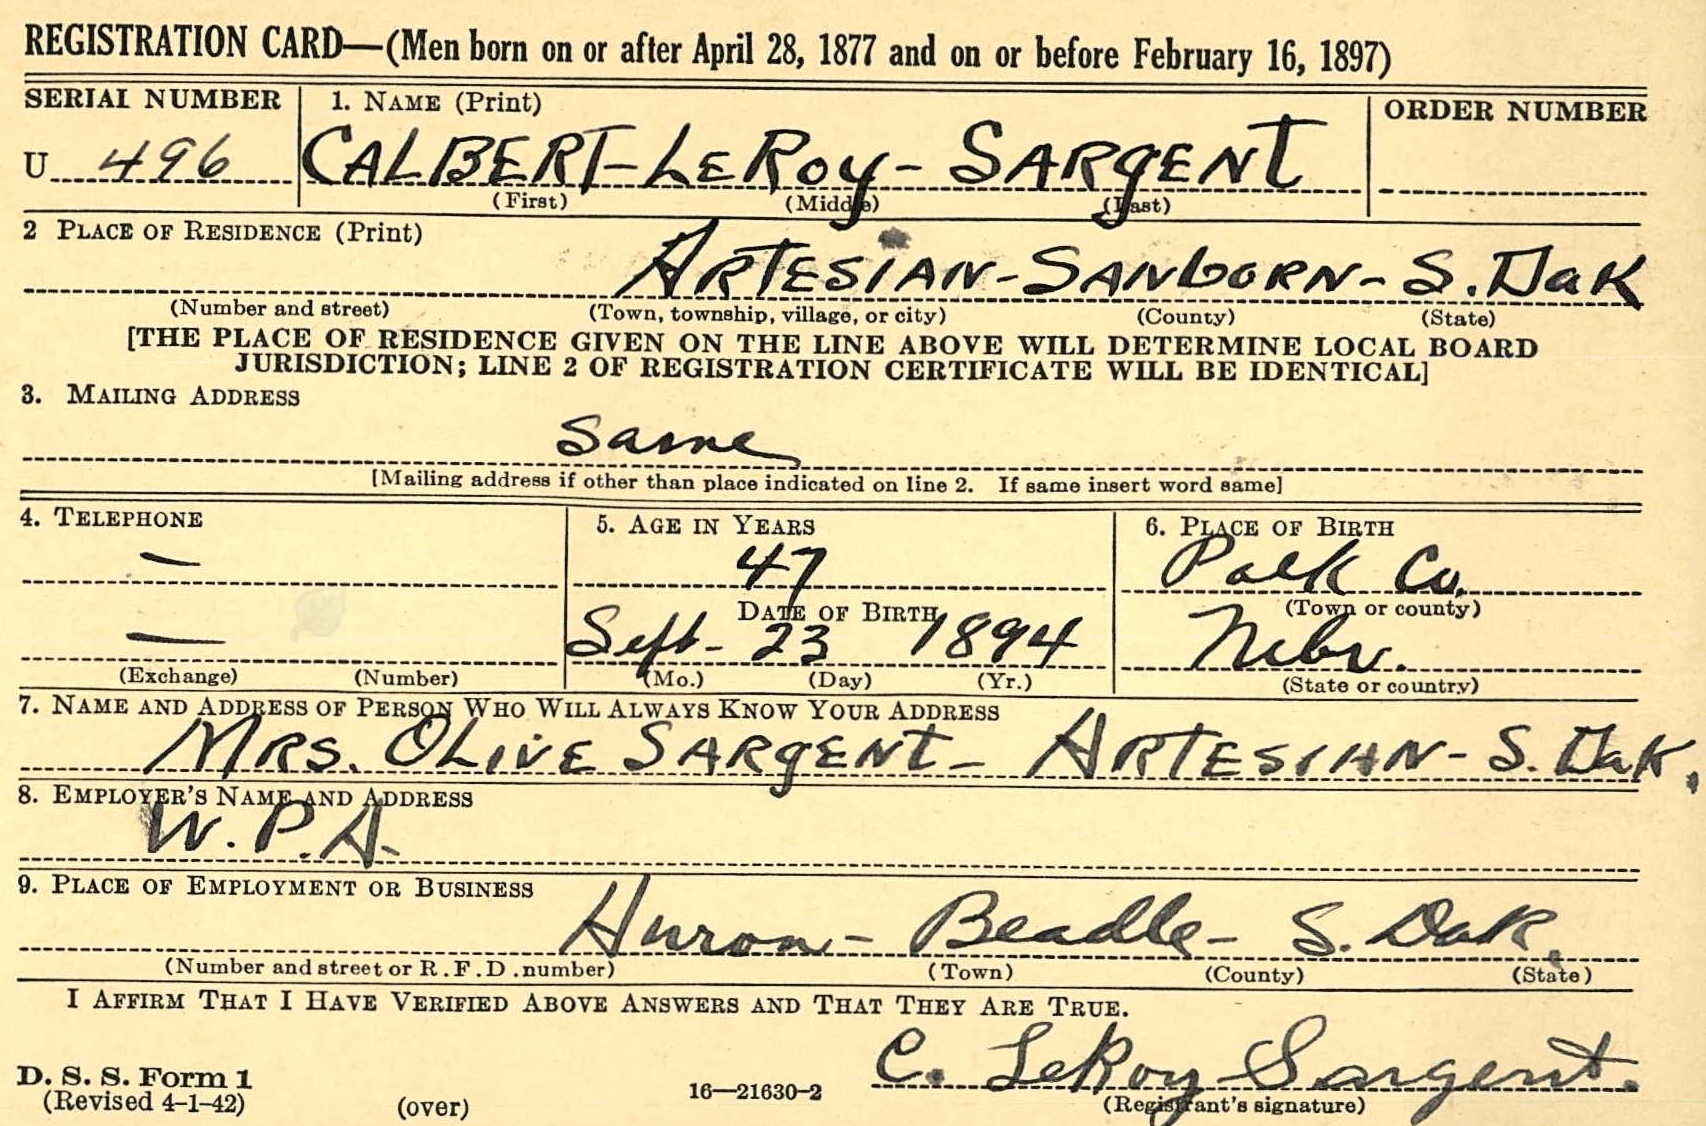 REGISTRATION CARD—(Men born on or after April 28, 1877 and on or before February 16, 1897)
SERIAL NUMBER 1. NAME (Print) ORDER NUMBER
U 496 CALBERT-LeRoy-SARgENT
(First) (Middle) (Last)
2 PLACE OF RESIDENCE (Print)
ARTESIAN-SANbORN-S.Dak
(Number and street) (Town, township, village, or city) (County) (State)
[THE PLACE OF RESIDENCE GIVEN ON THE LINE ABOVE WILL DETERMINE LOCAL BOARD
JURISDICTION; LINE 2 OF REGISTRATION CERTIFICATE WILL BE IDENTICAL]
3. MAILING ADDRESS
Same
[Mailing address if other than place indicated on line 2. If same insert word same]
4. TELEPHONE 5. AGE IN YEARS 6. PLACE OF BIRTH
— 47 Polk Co.
DATE OF BIRTH (Town or county)
— Sept- 23 1894 Nebr.
(Exchange) (Number) (Mo.) (Day) (Yr.) (State or country)
7. NAME AND ADDRESS OF PERSON WHO WILL ALWAYS KNOW YOUR ADDRESS
MRS. OLiVE SARgENT- ARTESIAN-S.Dak.
8. EMPLOYER'S NAME AND ADDRESS
W.P.A.
9. PLACE OF EMPLOYMENT OR BUSINESS
Huron- Beadle- S. Dak.
(Number and street or R.F.D. number) (Town) (County) (State)
I AFFIRM THAT I HAVE VERIFIED ABOVE ANSWERS AND THAT THEY ARE TRUE.
C. LeRoy Sargent.
D. S. S. Form 1
(Revised 4-1-42) (over) 16—21630-2 (Registrant's signature)